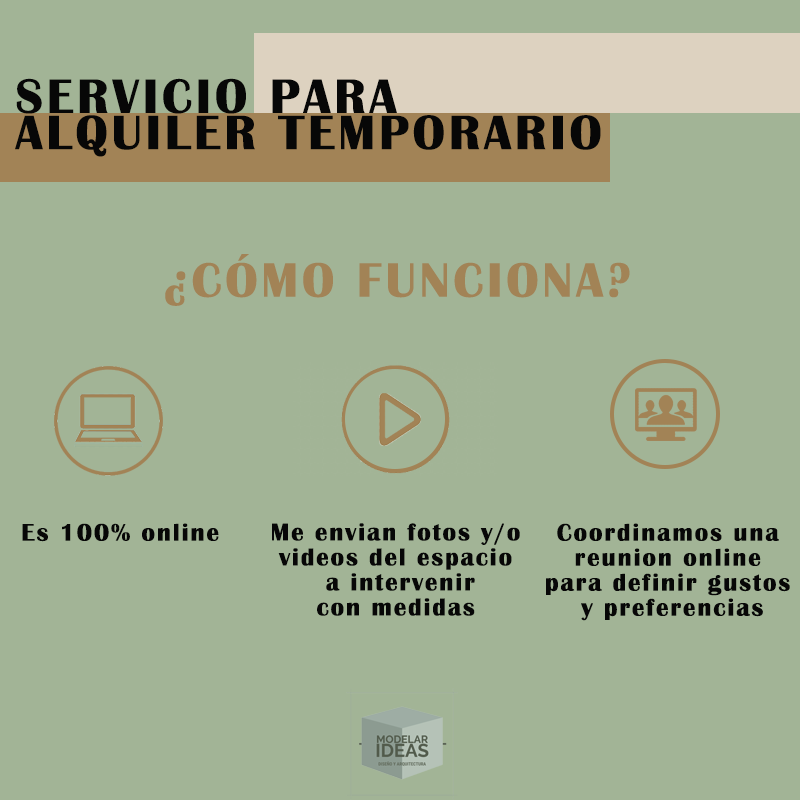 SERVICIO PARA
ALQUILER TEMPORARIO
¿CÓMO FUNCIONA?
Es 100% online
Me envian fotos y/o
videos del espacio
a intervenir
con medidas
Coordinamos una
reunion online
para definir gustos
y preferencias
MODELAR
IDEAS
DISEÑO Y ARQUITECTURA